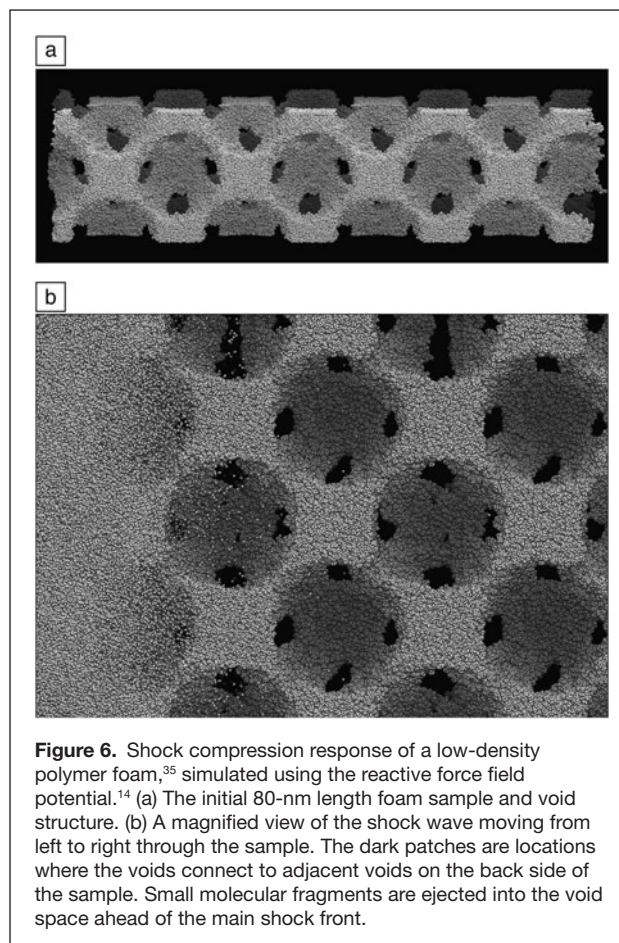 a
b
Figure 6. Shock compression response of a low-density
polymer foam,³⁵ simulated using the reactive force field
potential.¹⁴ (a) The initial 80-nm length foam sample and void
structure. (b) A magnified view of the shock wave moving from
left to right through the sample. The dark patches are locations
where the voids connect to adjacent voids on the back side of
the sample. Small molecular fragments are ejected into the void
space ahead of the main shock front.